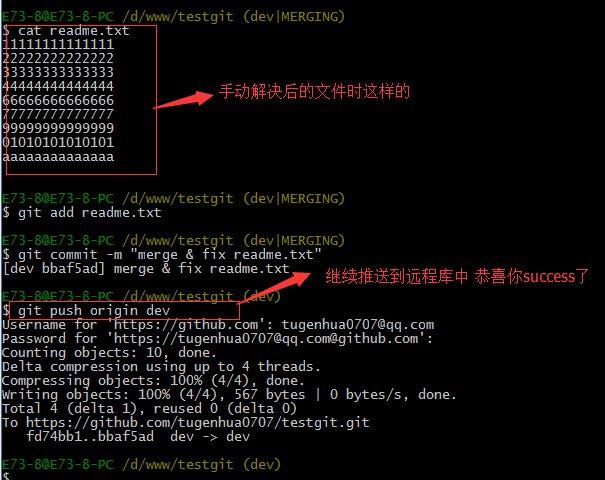 E73-8@E73-8-PC /d/www/testgit (dev|MERGING)
$ cat readme.txt
11111111111111
22222222222222
33333333333333
44444444444444
66666666666666
77777777777777
99999999999999
01010101010101
aaaaaaaaaaaaaa
手动解决后的文件时这样的
E73-8@E73-8-PC /d/www/testgit (dev|MERGING)
$ git add readme.txt
E73-8@E73-8-PC /d/www/testgit (dev|MERGING)
$ git commit -m "merge & fix readme.txt"
[dev bbaf5ad] merge & fix readme.txt
继续推送到远程库中 恭喜你success了
E73-8@E73-8-PC /d/www/testgit (dev)
$ git push origin dev
Username for 'https://github.com': tugenhua0707@qq.com
Password for 'https://tugenhua0707@qq.com@github.com':
Counting objects: 10, done.
Delta compression using up to 4 threads.
Compressing objects: 100% (4/4), done.
Writing objects: 100% (4/4), 567 bytes | 0 bytes/s, done.
Total 4 (delta 1), reused 0 (delta 0)
To https://github.com/tugenhua0707/testgit.git
   fd74bb1..bbaf5ad  dev -> dev
E73-8@E73-8-PC /d/www/testgit (dev)
$